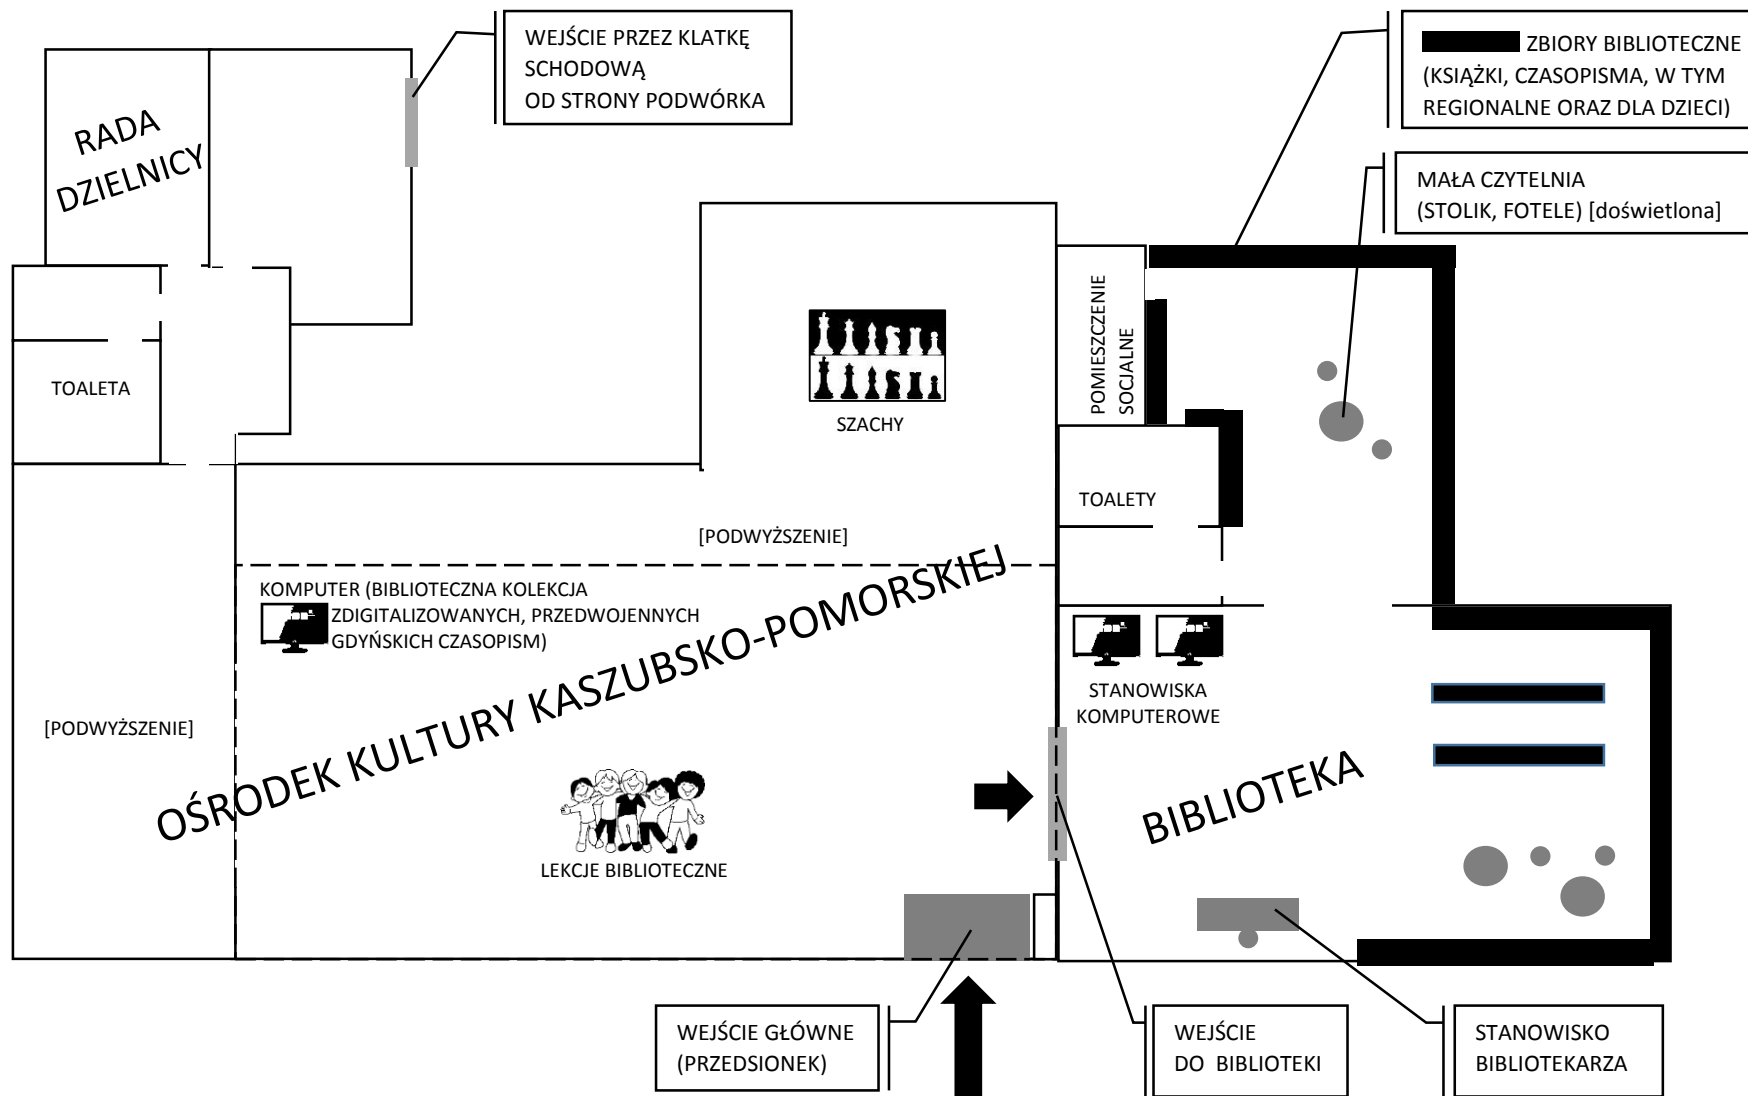 WEJŚCIE PRZEZ KLATKĘ
SCHODOWĄ
OD STRONY PODWÓRKA
ZBIORY BIBLIOTECZNE
(KSIĄŻKI, CZASOPISMA, W TYM
REGIONALNE ORAZ DLA DZIECI)
RADA
DZIELNICY
MAŁA CZYTELNIA
(STOLIK, FOTELE) [doświetlona]
POMIESZCZENIE
SOCJALNE
TOALETA
SZACHY
TOALETY
[PODWYŻSZENIE]
KOMPUTER (BIBLIOTECZNA KOLEKCJA
ZDIGITALIZOWANYCH, PRZEDWOJENNYCH
GDYŃSKICH CZASOPISM)
OŚRODEK KULTURY KASZUBSKO-POMORSKIEJ
STANOWISKA
KOMPUTEROWE
[PODWYŻSZENIE]
BIBLIOTEKA
LEKCJE BIBLIOTECZNE
WEJŚCIE GŁÓWNE
(PRZEDSIONEK)
WEJŚCIE
DO BIBLIOTEKI
STANOWISKO
BIBLIOTEKARZA